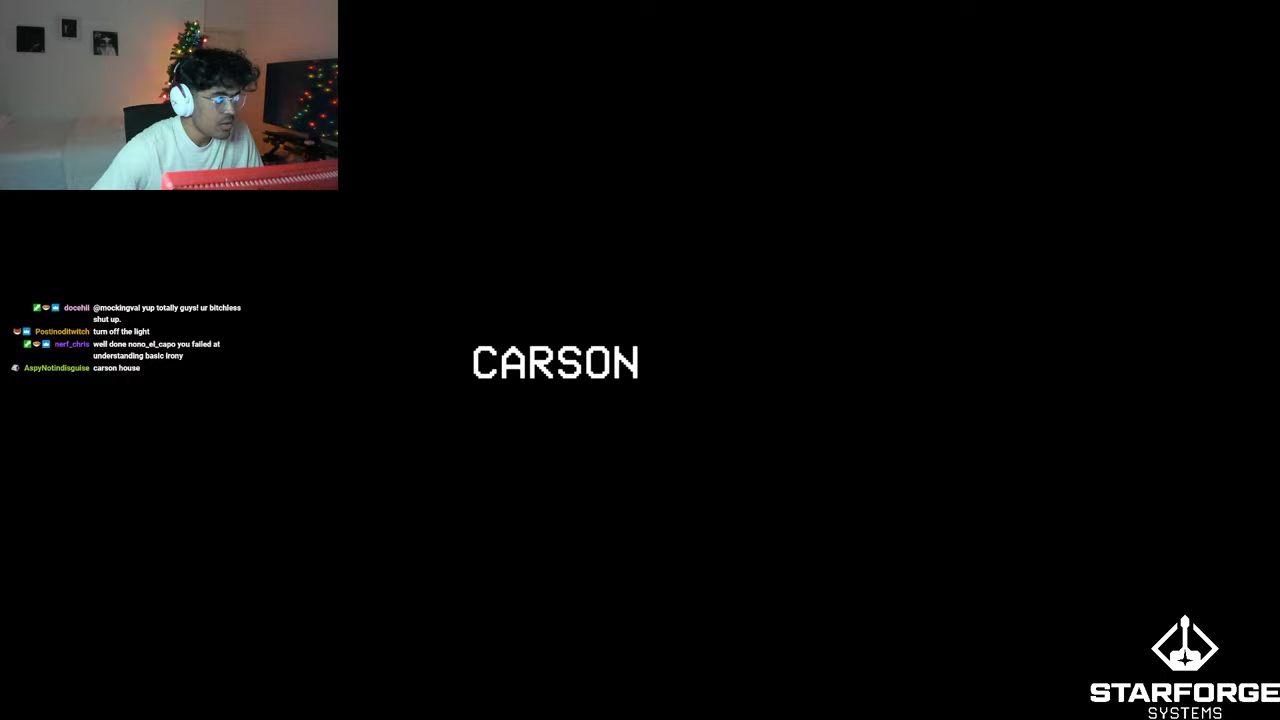 docehil @mockingval yup totally guys! ur bitchless
shut up.
Postinoditwitch turn off the light
nerf_chris well done nono_el_capo you failed at
understanding basic irony
AspyNotindisguise carson house
CARSON
STARFORGE
SYSTEMS